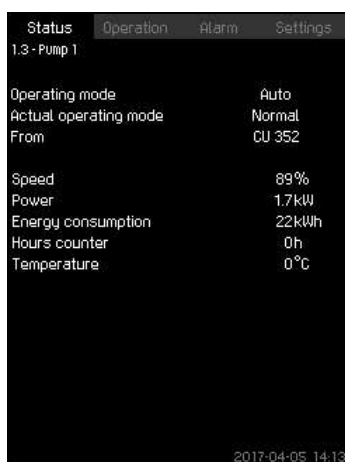 Status Operation Alarm Settings
1.3 - Pump 1
Operating mode Auto
Actual operating mode Normal
From CU 352
Speed 89%
Power 1.7kW
Energy consumption 22kWh
Hours counter 0h
Temperature 0°C
2017-04-05 14:13